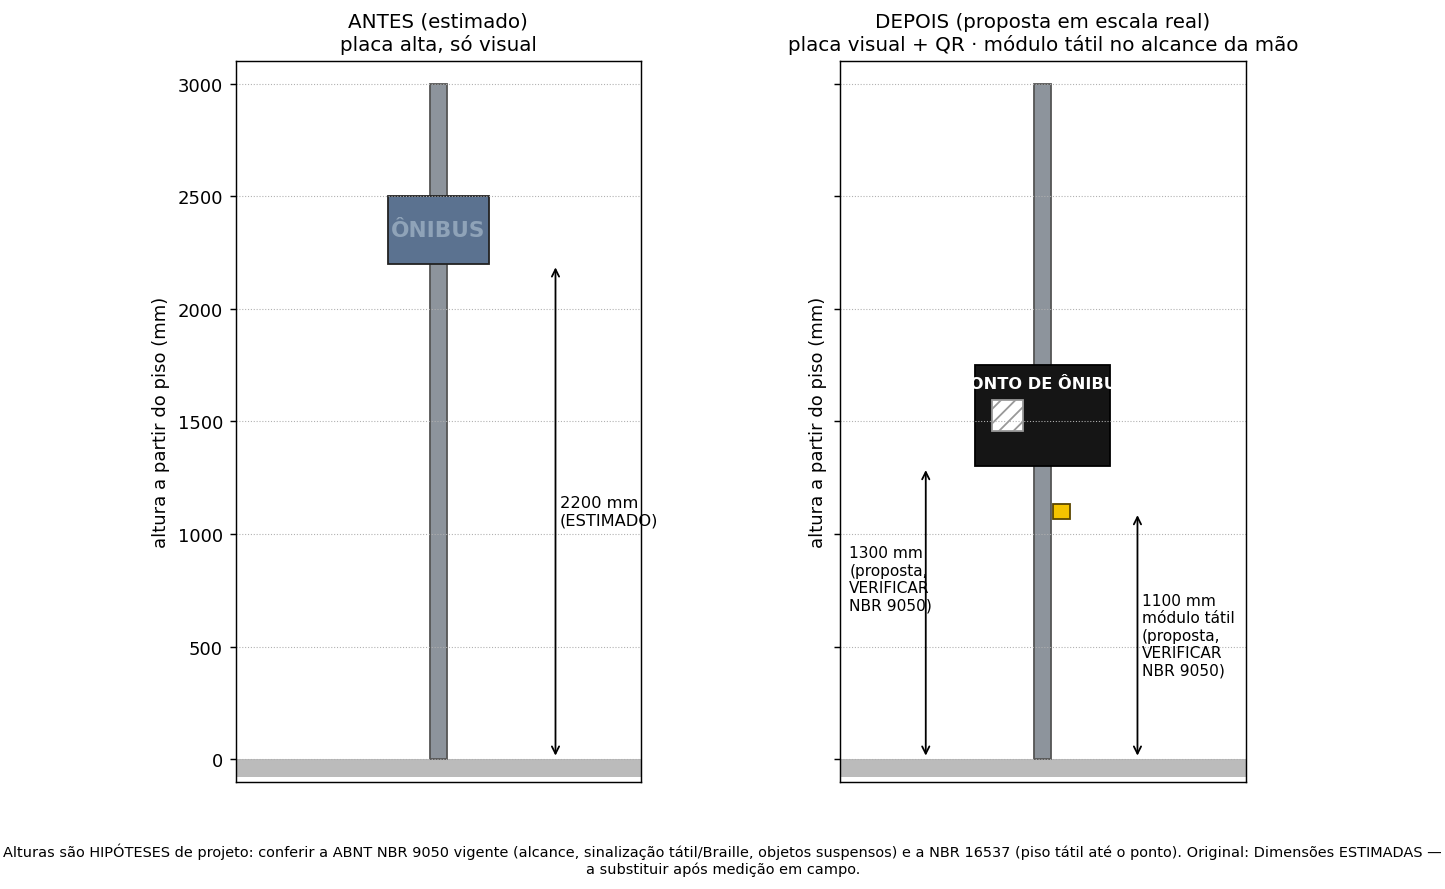 ANTES (estimado)
placa alta, só visual
DEPOIS (proposta em escala real)
placa visual + QR · módulo tátil no alcance da mão
altura a partir do piso (mm)
3000
2500
2000
1500
1000
500
0
ÔNIBUS
2200 mm
(ESTIMADO)
altura a partir do piso (mm)
ONTO DE ÔNIBU
1300 mm
(proposta,
VERIFICAR
NBR 9050)
1100 mm
módulo tátil
(proposta,
VERIFICAR
NBR 9050)
Alturas são HIPÓTESES de projeto: conferir a ABNT NBR 9050 vigente (alcance, sinalização tátil/Braille, objetos suspensos) e a NBR 16537 (piso tátil até o ponto). Original: Dimensões ESTIMADAS —
a substituir após medição em campo.